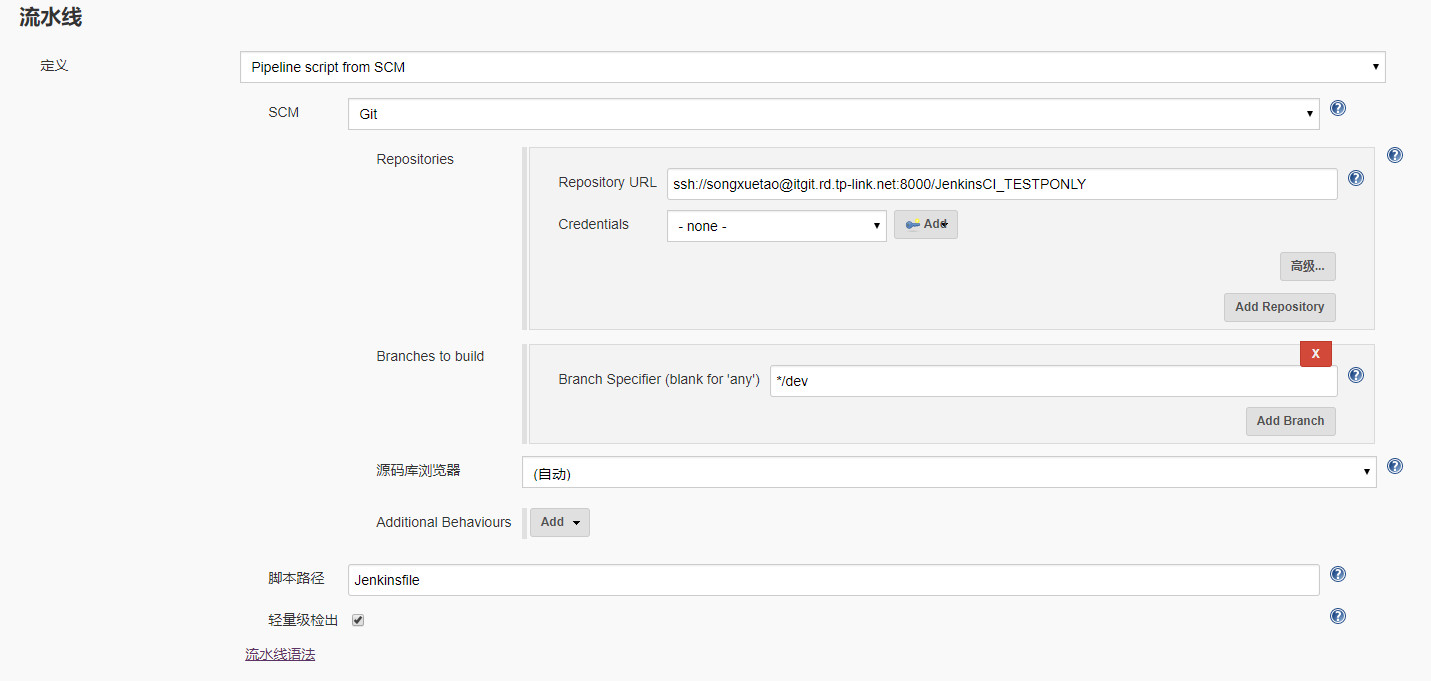 流水线
定义
Pipeline script from SCM
SCM
Git
Repositories
Repository URL
ssh://songxuetao@itgit.rd.tp-link.net:8000/JenkinsCI_TESTPONLY
Credentials
- none -
Add
高级...
Add Repository
Branches to build
X
Branch Specifier (blank for 'any')
*/dev
Add Branch
源码库浏览器
(自动)
Additional Behaviours
Add
脚本路径
Jenkinsfile
轻量级检出
流水线语法